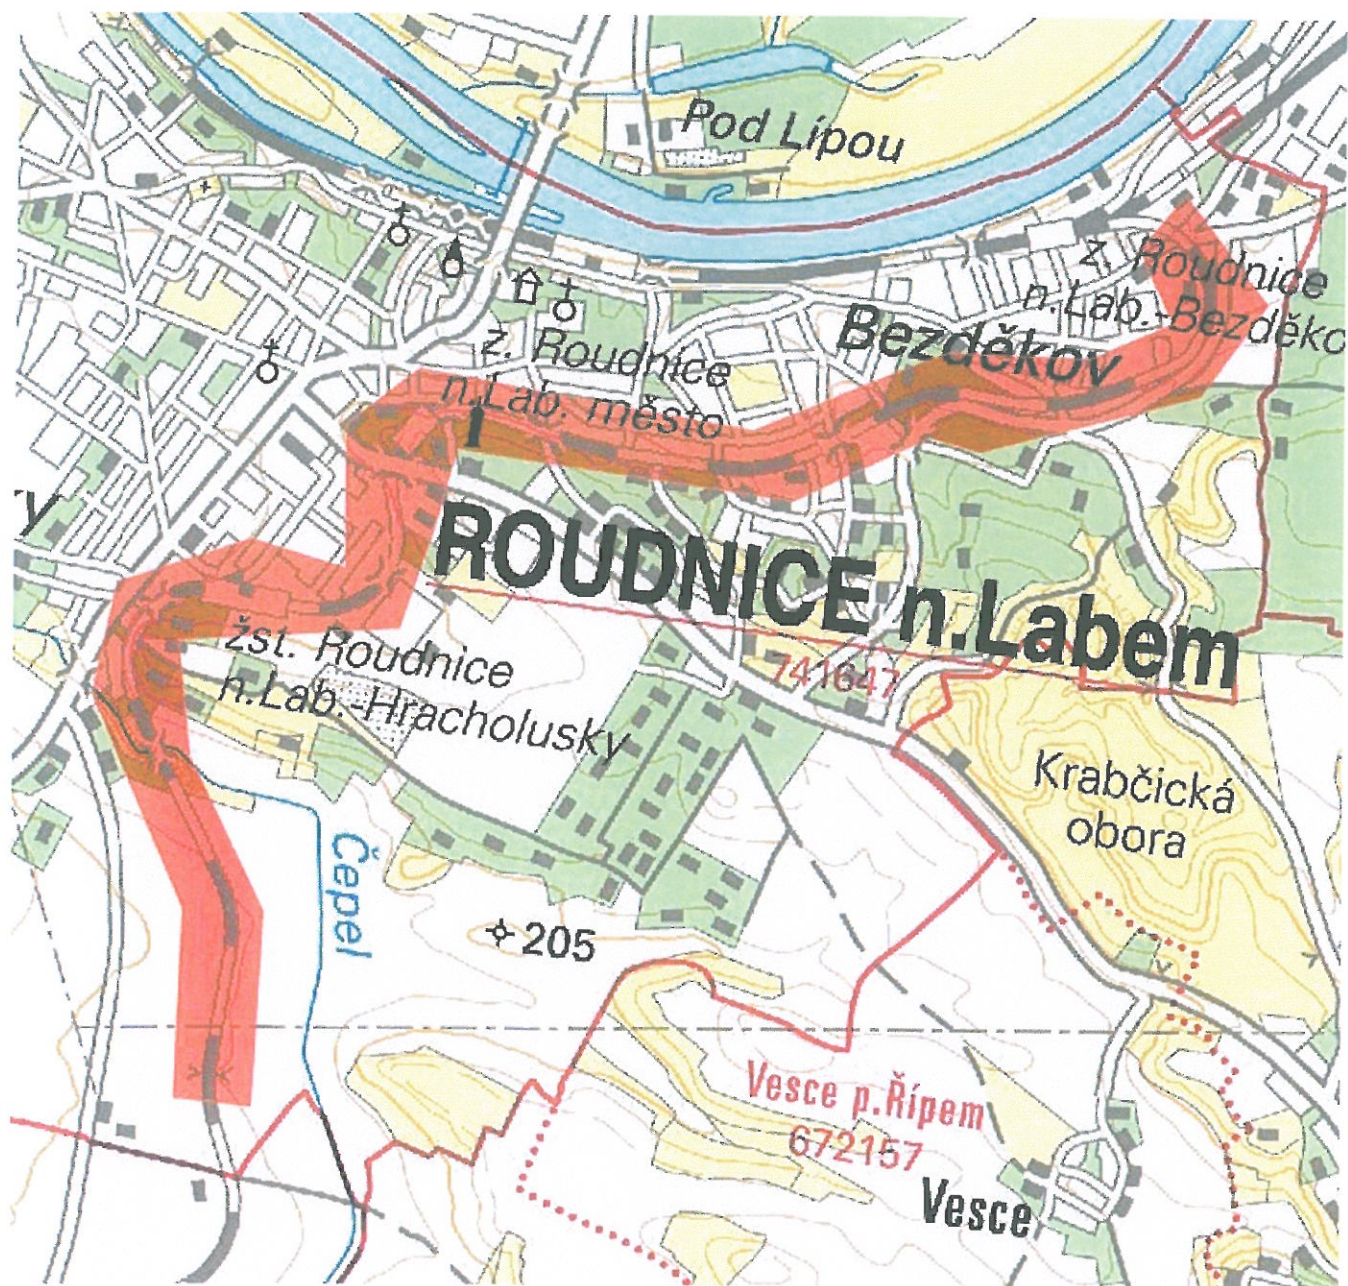 Pod Lípou
z. Roudnice
n.Lab.-Bezděko
Bezděkov
z. Roudnice
n.Lab. město
y
ROUDNICE n.Labem
741647
žst. Roudnice
n.Lab.-Hracholusky
Krabčická
obora
Čepel
205
Vesce p.Řípem
672157
Vesce